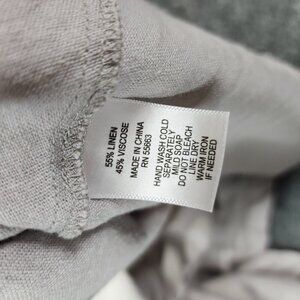 55% LINEN
45% VISCOSE
MADE IN CHINA
RN 55663
HAND WASH COLD
SEPARATELY
MILD SOAP
DO NOT BLEACH
LINE DRY
WARM IRON
IF NEEDED